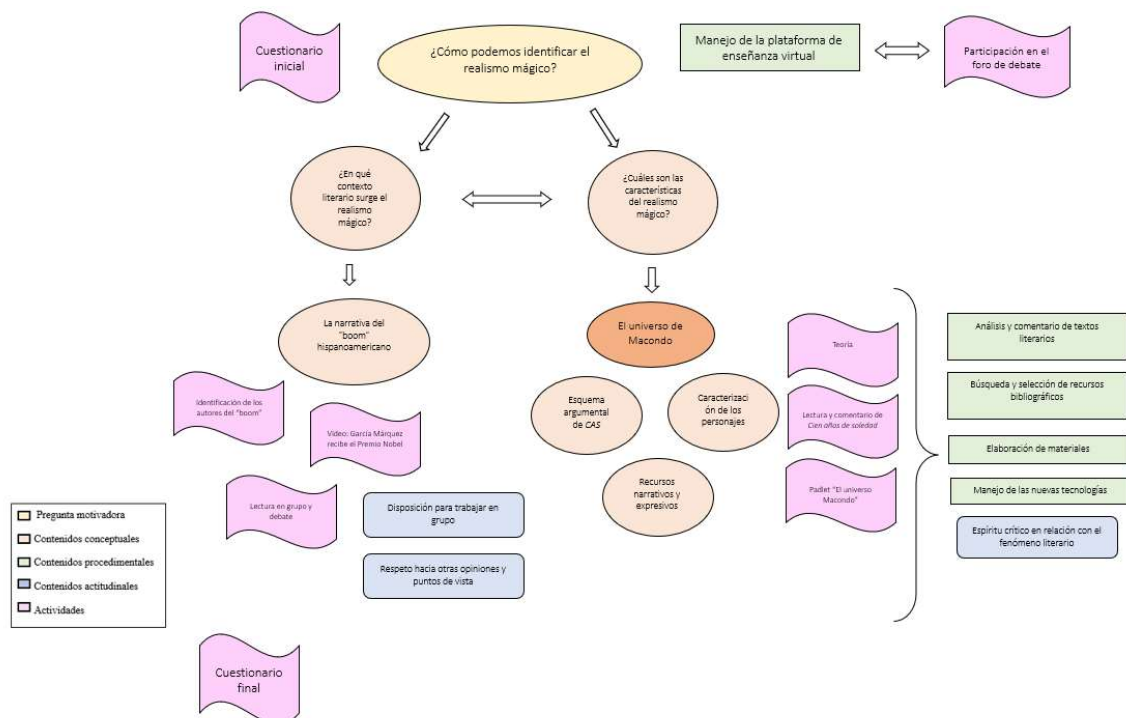 Cuestionario
inicial
¿Cómo podemos identificar el
realismo mágico?
Manejo de la plataforma de
enseñanza virtual
Participación en el
foro de debate
¿En qué
contexto
literario surge el
realismo
mágico?
¿Cuáles son las
características
del realismo
mágico?
La narrativa del
"boom"
hispanoamericano
El universo de
Macondo
Identificación de los
autores del "boom"
Vídeo: García Márquez
recibe el Premio Nobel
Lectura en grupo y
debate
Disposición para trabajar en
grupo
Respeto hacia otras opiniones y
puntos de vista
Esquema
argumental
de CAS
Caracterizaci
ón de los
personajes
Recursos
narrativos y
expresivos
Teoría
Lectura y comentario de
Cien años de soledad
Padlet "El universo
Macondo"
Análisis y comentario de textos
literarios
Búsqueda y selección de recursos
bibliográficos
Elaboración de materiales
Manejo de las nuevas tecnologías
Espíritu crítico en relación con el
fenómeno literario
Pregunta motivadora
Contenidos conceptuales
Contenidos procedimentales
Contenidos actitudinales
Actividades
Cuestionario
final